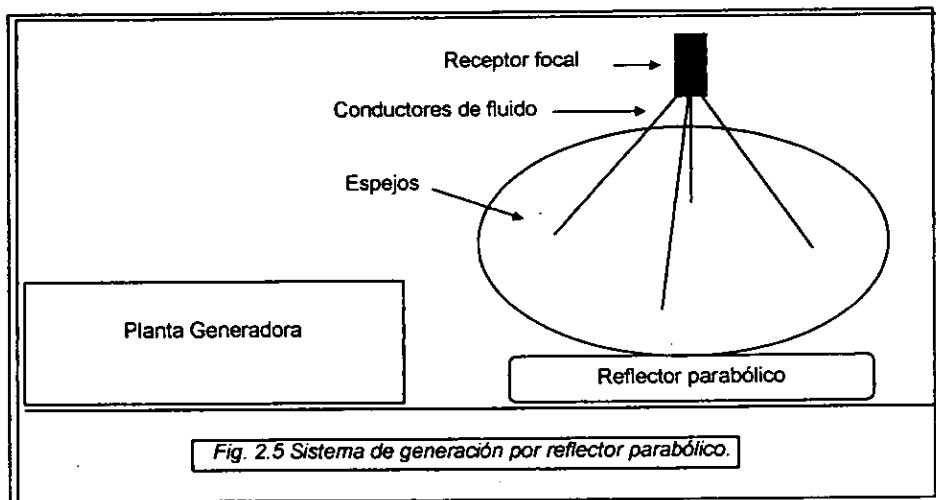 Receptor focal
Conductores de fluido
Espejos
Planta Generadora
Reflector parabólico
Fig. 2.5 Sistema de generación por reflector parabólico.